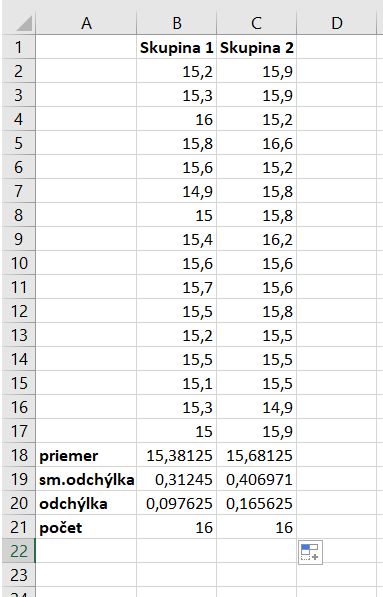 A B C D
1 Skupina 1 Skupina 2
2 15,2 15,9
3 15,3 15,9
4 16 15,2
5 15,8 16,6
6 15,6 15,2
7 14,9 15,8
8 15 15,8
9 15,4 16,2
10 15,6 15,6
11 15,7 15,6
12 15,5 15,8
13 15,2 15,5
14 15,5 15,5
15 15,1 15,5
16 15,3 14,9
17 15 15,9
18 priemer 15,38125 15,68125
19 sm.odchýlka 0,31245 0,406971
20 odchýlka 0,097625 0,165625
21 počet 16 16
22
23
24